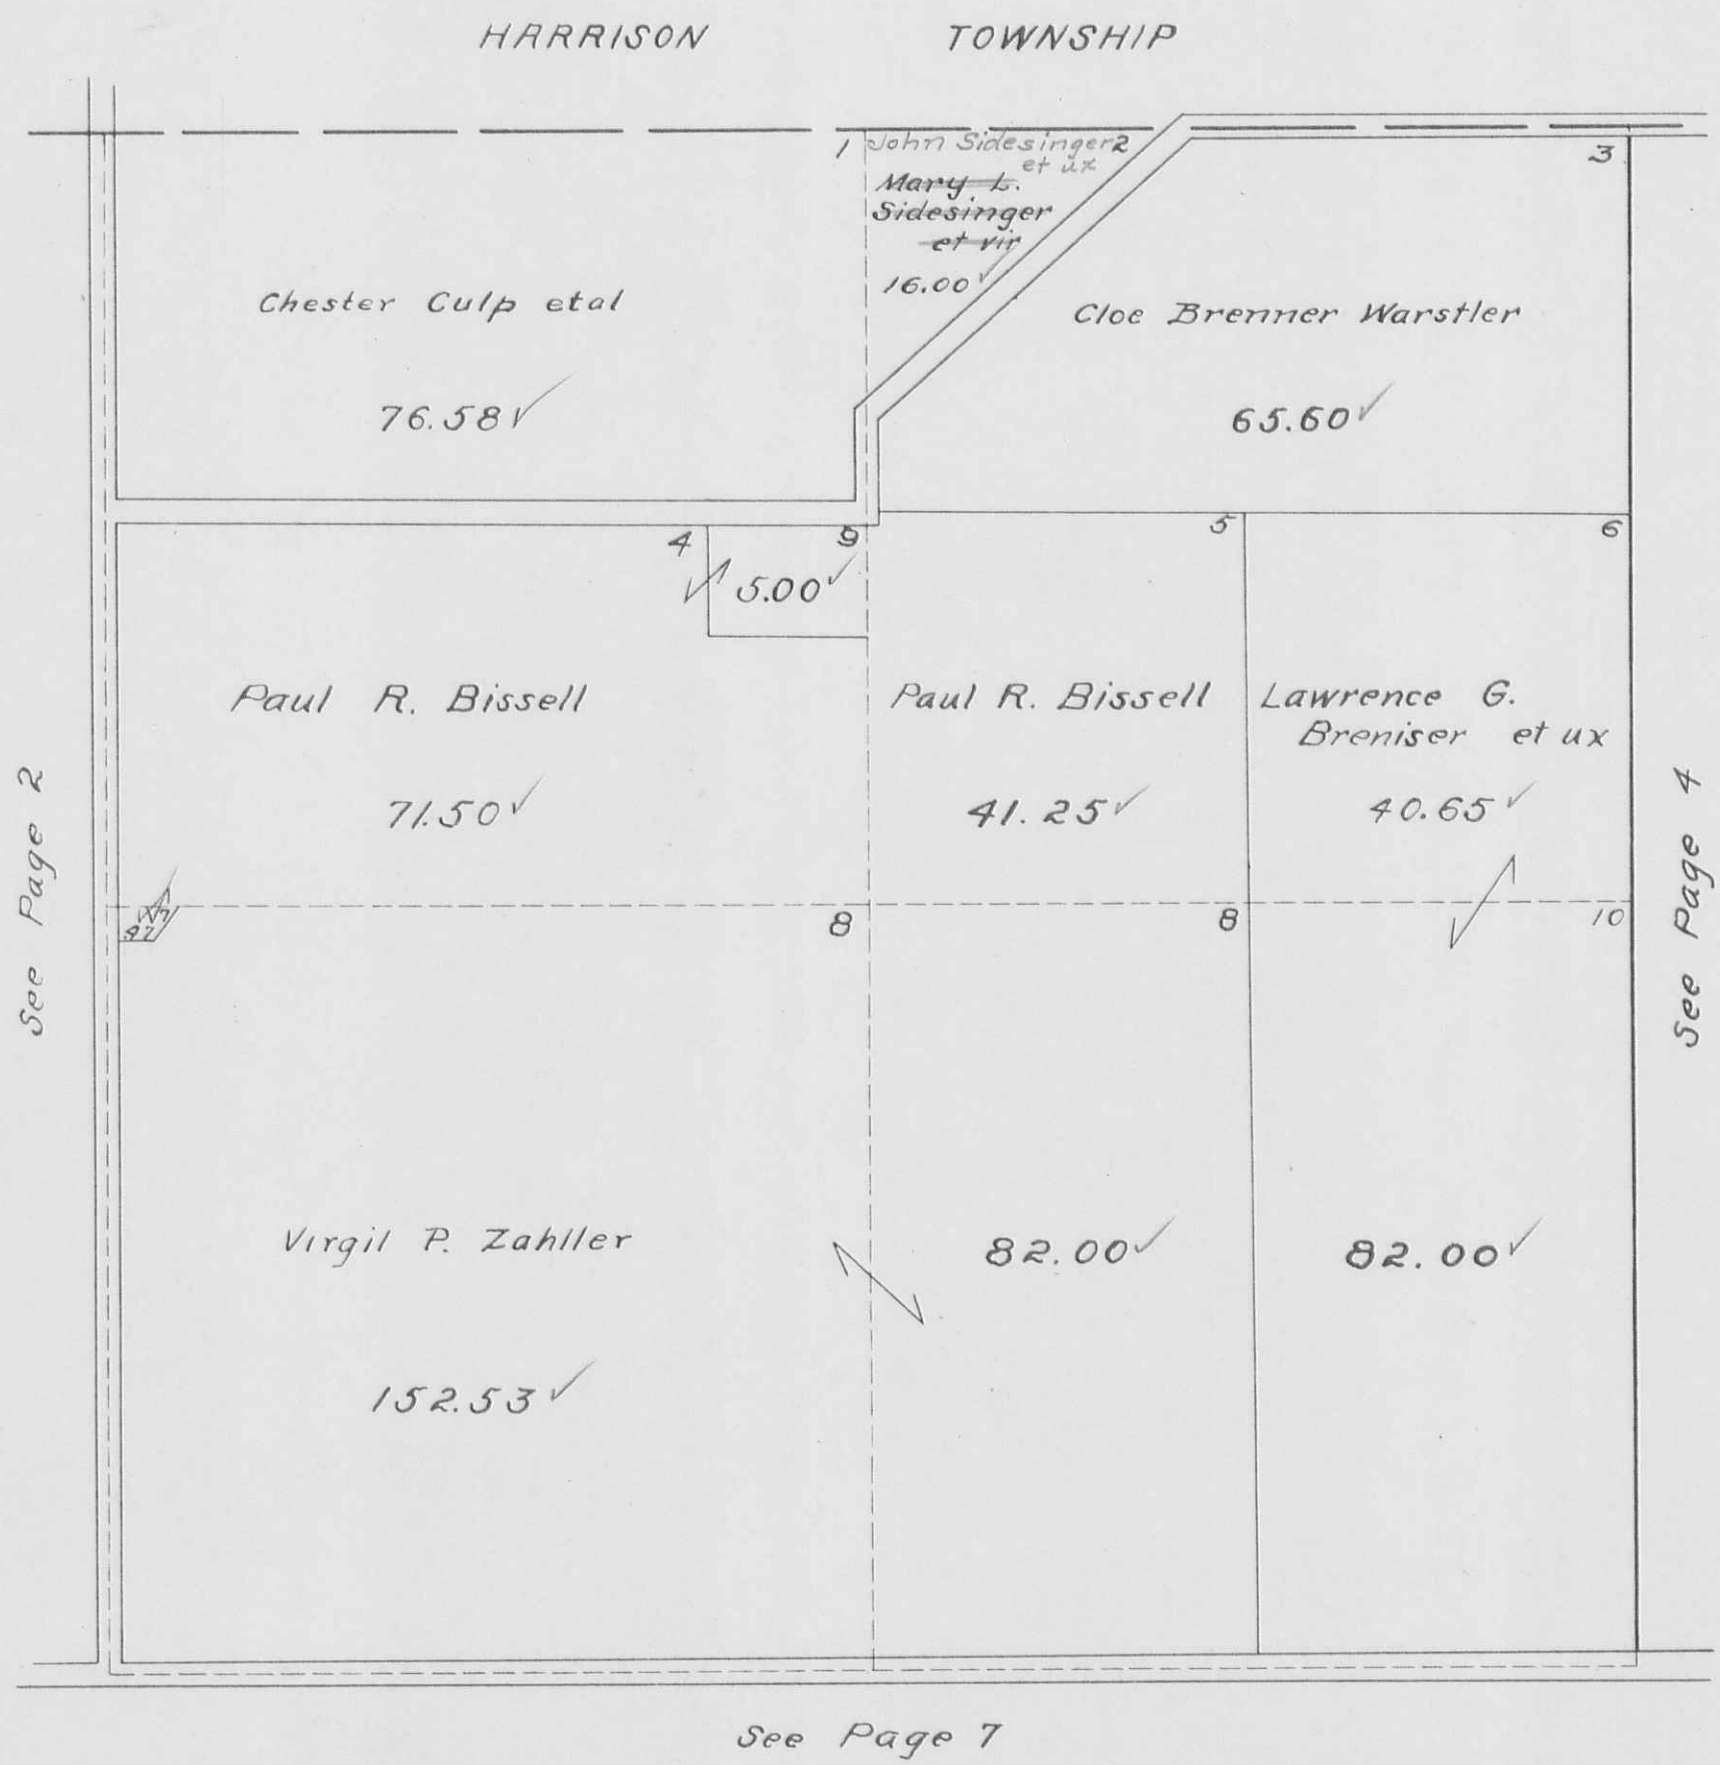 HARRISON TOWNSHIP
1
John Sidesinger 2
et ux
Mary L.
Sidesinger
et vir
16.00
3
Chester Culp etal
76.58
Cloe Brenner Warstler
65.60
4
9
5.00
5
6
Paul R. Bissell
71.50
Paul R. Bissell
41.25
Lawrence G.
Breniser et ux
40.65
See Page 2
See Page 4
.47
8
8
10
Virgil P. Zahller
152.53
82.00
82.00
See Page 7